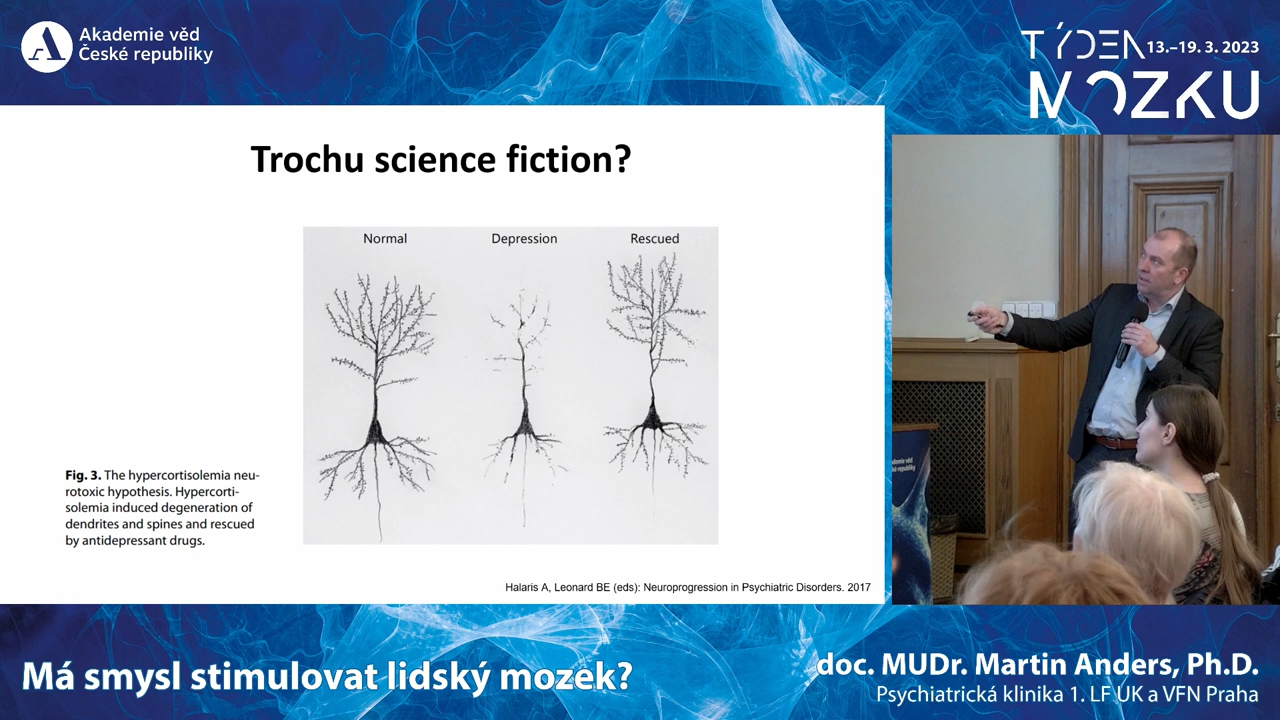 Akademie věd
České republiky
TÝDEN 13.–19. 3. 2023
MOZKU
Trochu science fiction?
Normal Depression Rescued
Fig. 3. The hypercortisolemia neu-
rotoxic hypothesis. Hypercorti-
solemia induced degeneration of
dendrites and spines and rescued
by antidepressant drugs.
Halaris A, Leonard BE (eds): Neuroprogression in Psychiatric Disorders. 2017
Má smysl stimulovat lidský mozek?
doc. MUDr. Martin Anders, Ph.D.
Psychiatrická klinika 1. LF UK a VFN Praha